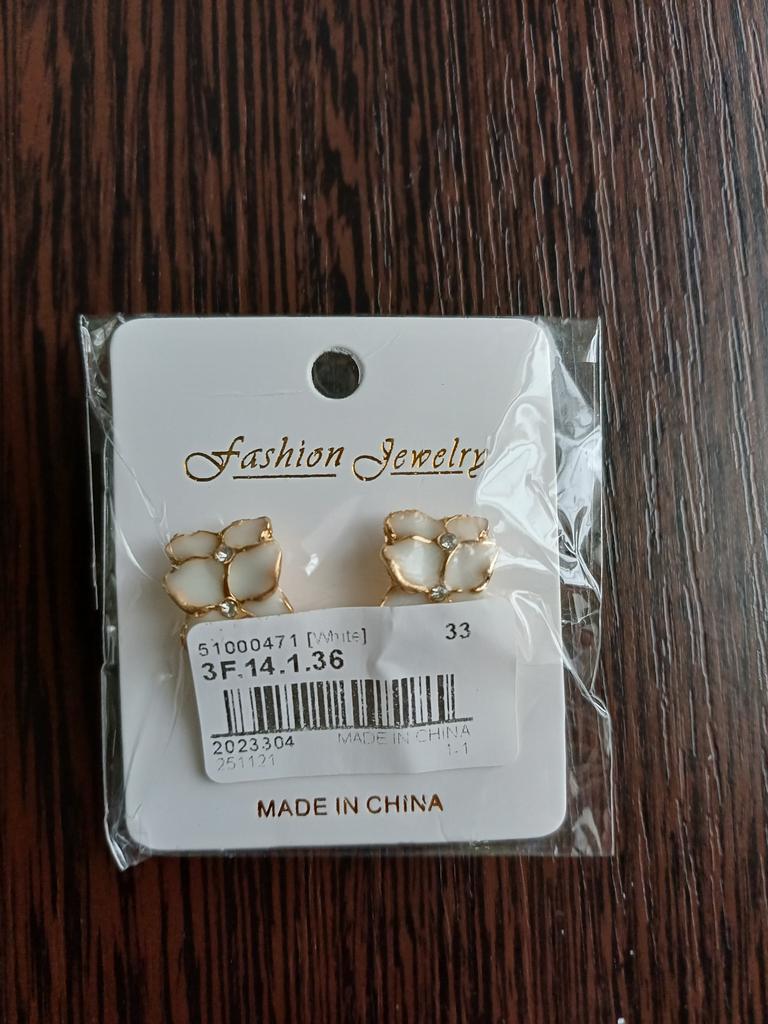 Fashion Jewelry
51000471 [White] 33
3F.14.1.36
2023304 MADE IN CHINA
251121 1-1
MADE IN CHINA